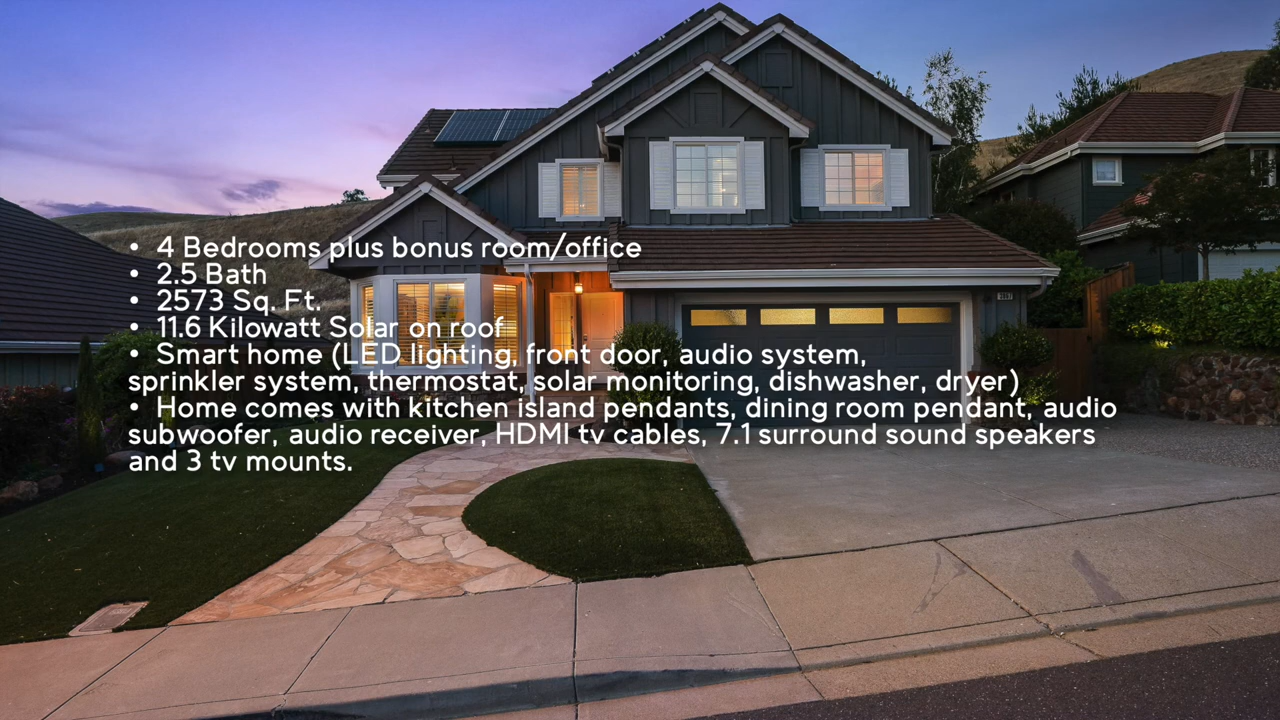 • 4 Bedrooms plus bonus room/office
• 2.5 Bath
• 2573 Sq. Ft.
• 11.6 Kilowatt Solar on roof
• Smart home (LED lighting, front door, audio system,
sprinkler system, thermostat, solar monitoring, dishwasher, dryer)
• Home comes with kitchen island pendants, dining room pendant, audio
subwoofer, audio receiver, HDMI tv cables, 7.1 surround sound speakers
and 3 tv mounts.